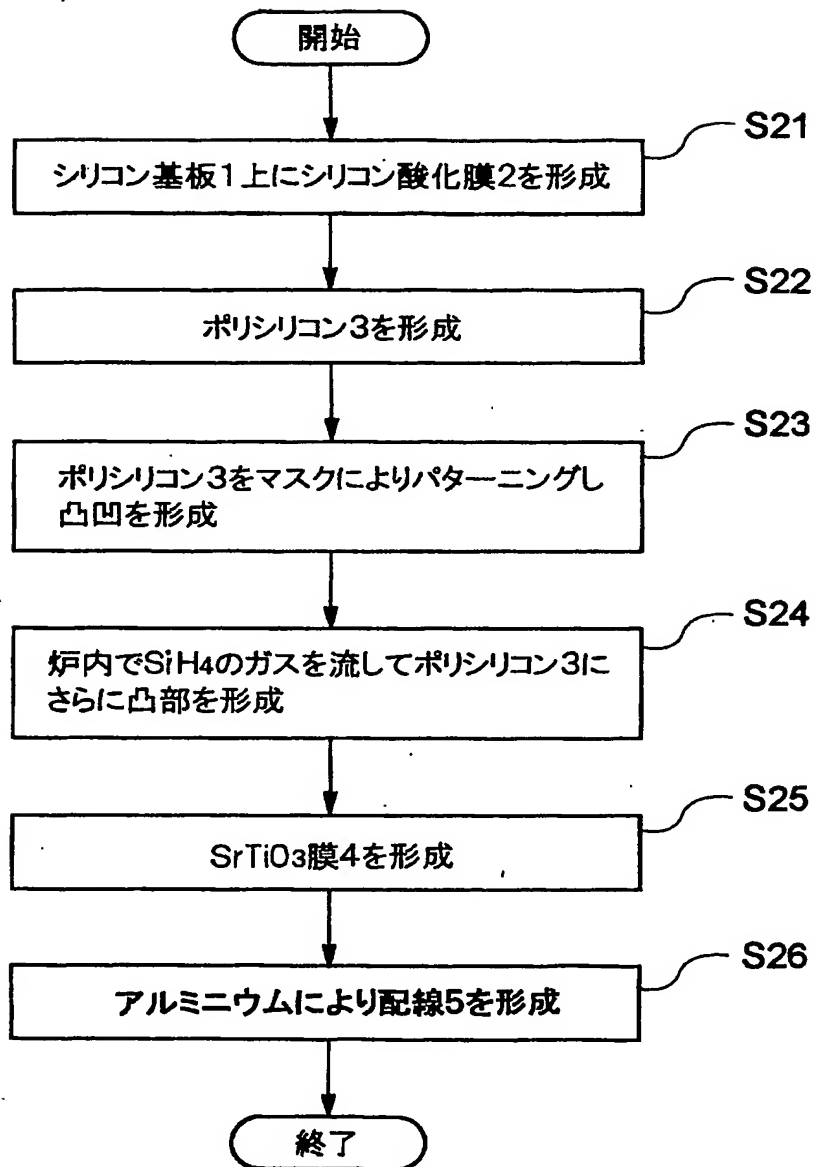 開始
S21
シリコン基板1上にシリコン酸化膜2を形成
S22
ポリシリコン3を形成
S23
ポリシリコン3をマスクによりパターニングし
凸凹を形成
S24
炉内でSiH4のガスを流してポリシリコン3に
さらに凸部を形成
S25
SrTiO3膜4を形成
S26
アルミニウムにより配線5を形成
終了